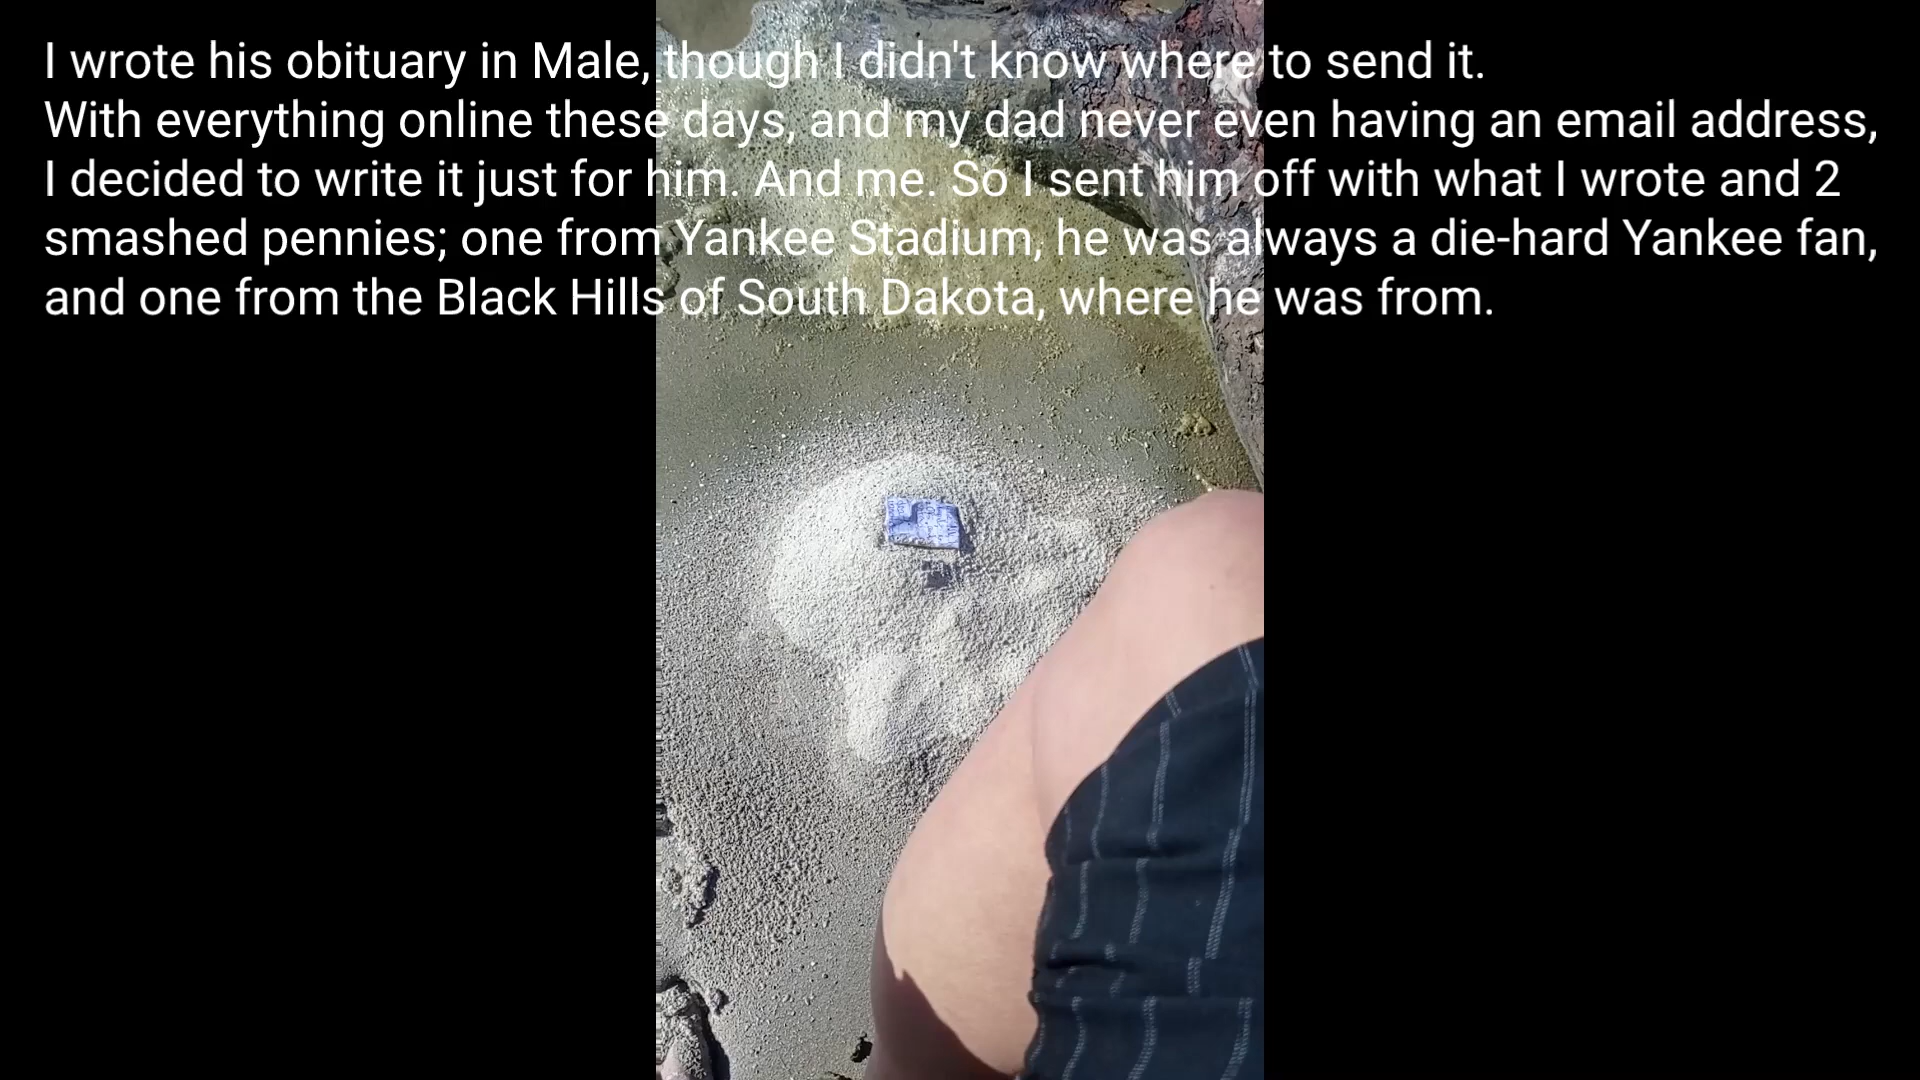 I wrote his obituary in Male, though I didn't know where to send it.
With everything online these days, and my dad never even having an email address,
I decided to write it just for him. And me. So I sent him off with what I wrote and 2
smashed pennies; one from Yankee Stadium, he was always a die-hard Yankee fan,
and one from the Black Hills of South Dakota, where he was from.